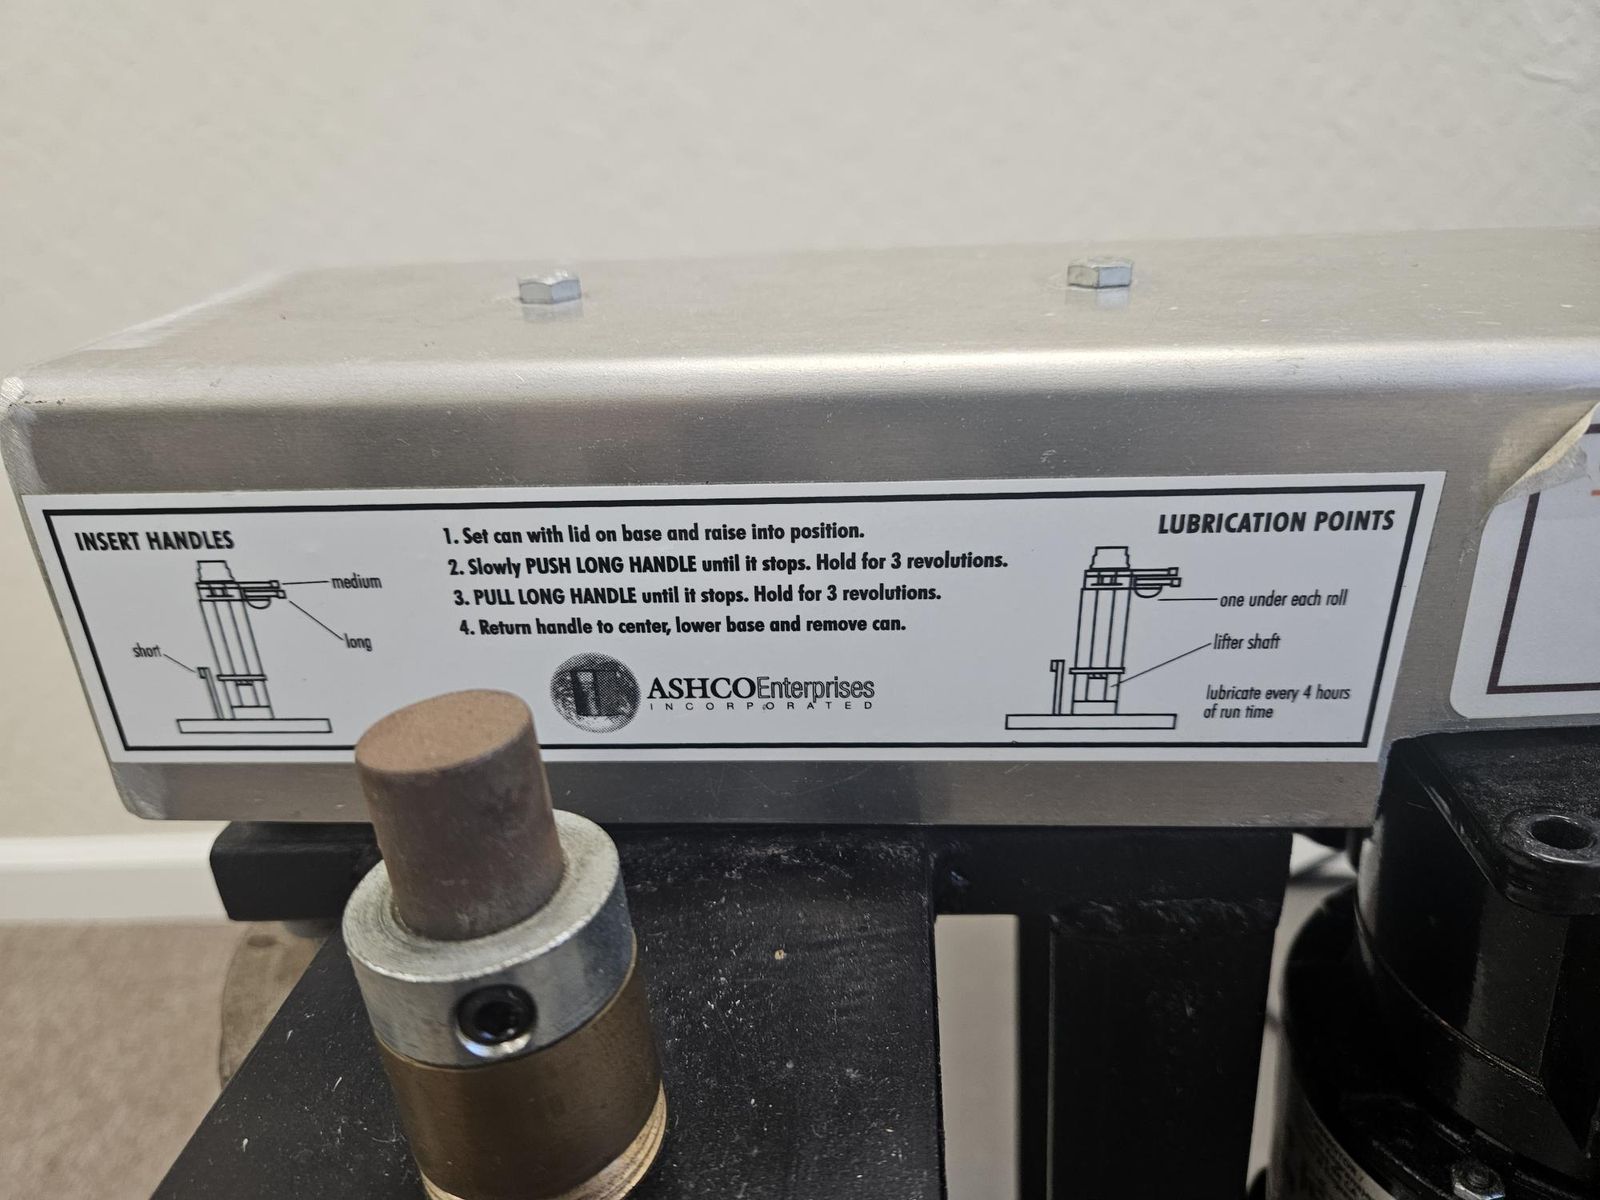 INSERT HANDLES
medium
long
short
1. Set can with lid on base and raise into position.
2. Slowly PUSH LONG HANDLE until it stops. Hold for 3 revolutions.
3. PULL LONG HANDLE until it stops. Hold for 3 revolutions.
4. Return handle to center, lower base and remove can.
ASHCO Enterprises
INCORPORATED
LUBRICATION POINTS
one under each roll
lifter shaft
lubricate every 4 hours
of run time